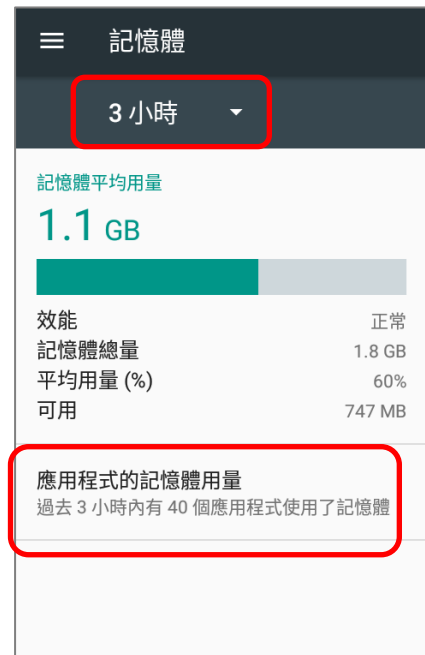 記憶體
3 小時
記憶體平均用量
1.1 GB
效能 正常
記憶體總量 1.8 GB
平均用量 (%) 60%
可用 747 MB
應用程式的記憶體用量
過去 3 小時內有 40 個應用程式使用了記憶體